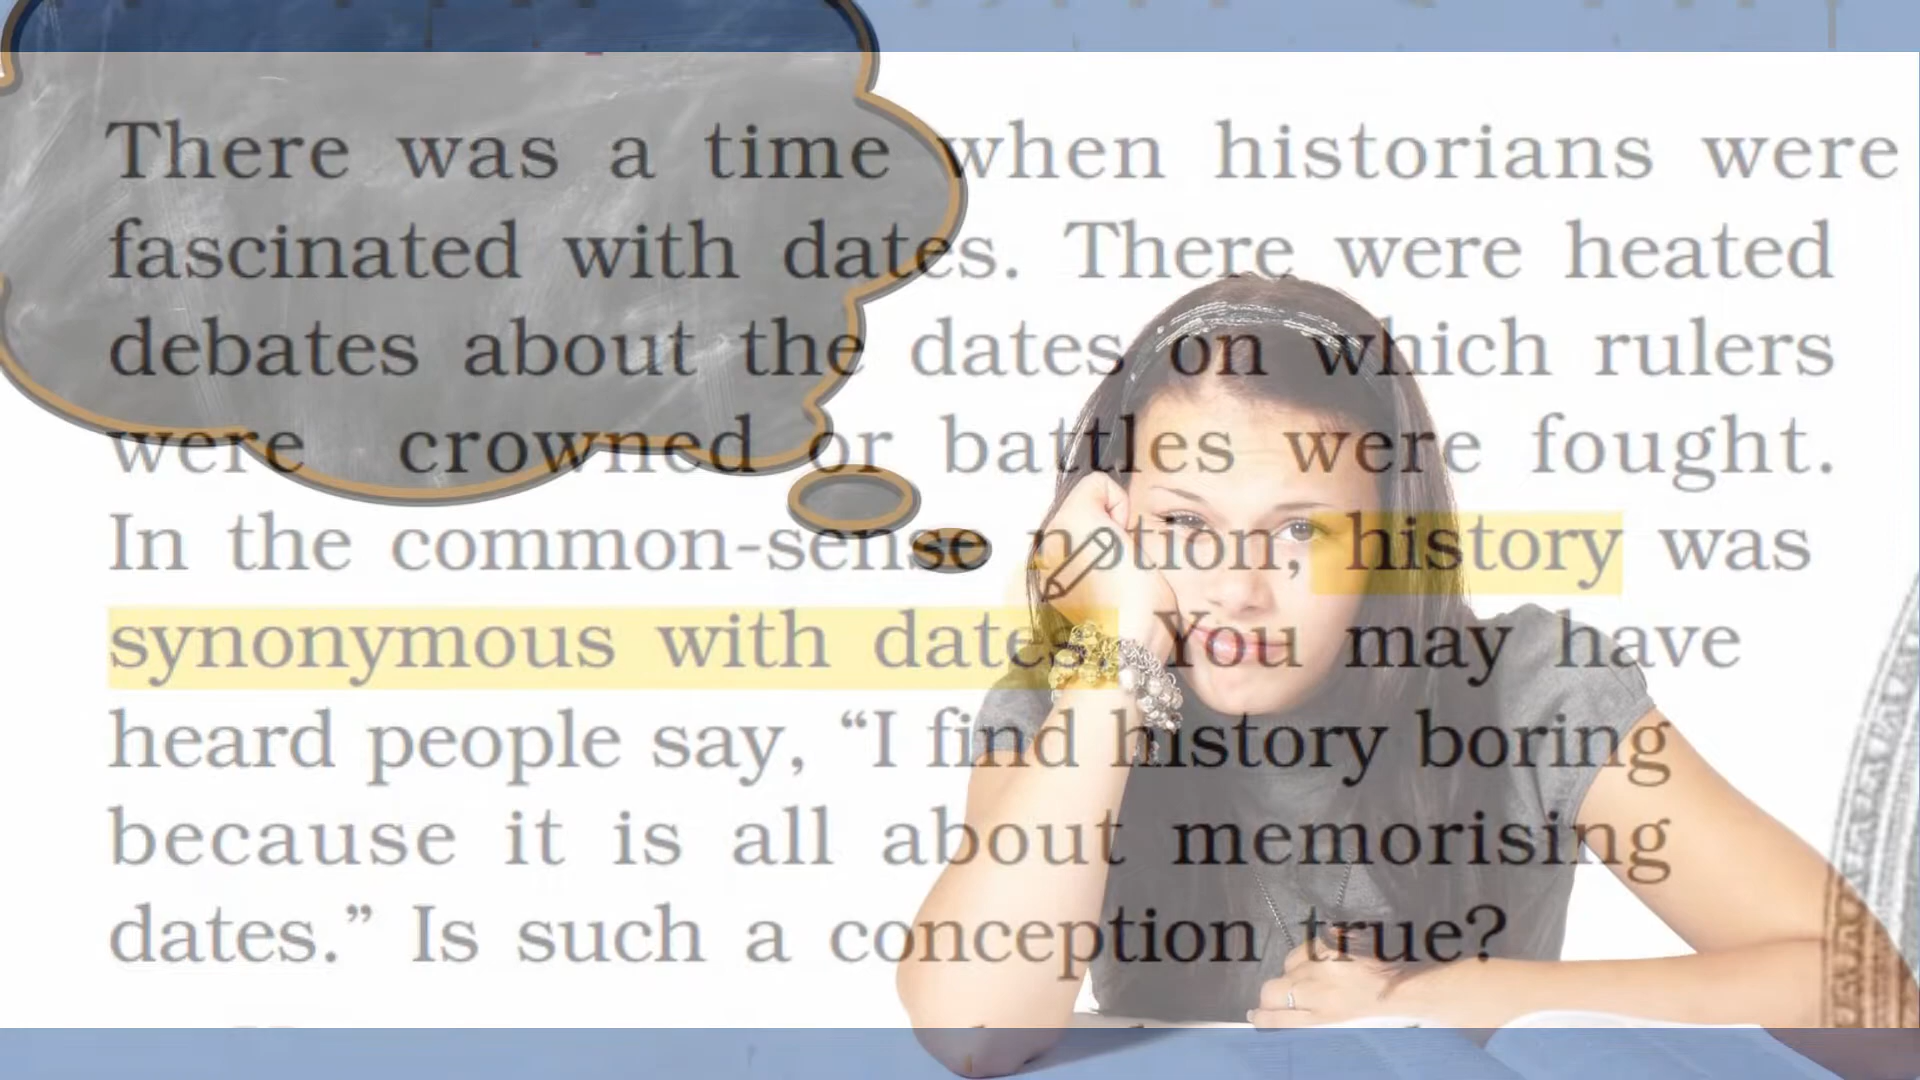 There was a time when historians were
fascinated with dates. There were heated
debates about the dates on which rulers
were crowned or battles were fought.
In the common-sense notion, history was
synonymous with dates. You may have
heard people say, “I find history boring
because it is all about memorising
dates.” Is such a conception true?